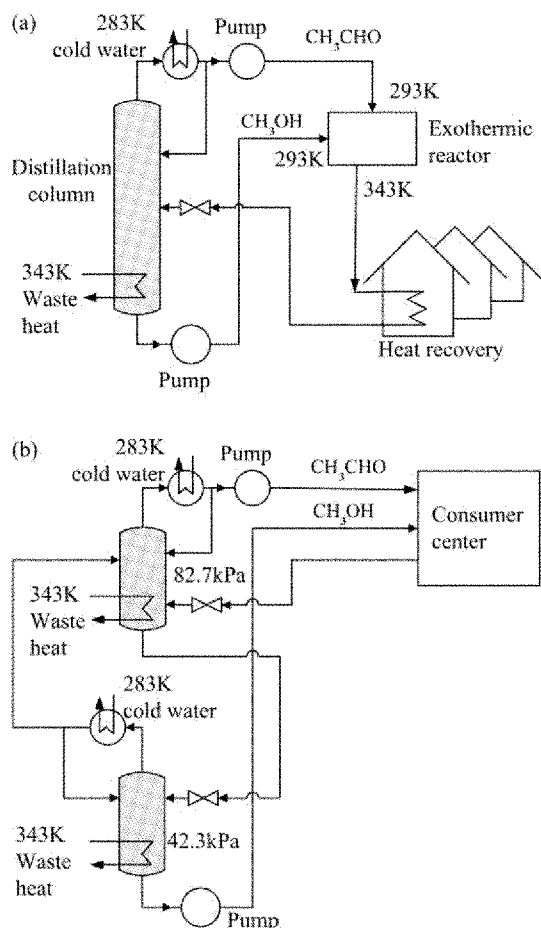 (a)
283K
cold water
Pump
CH₃CHO
293K
CH₃OH
293K
Exothermic
reactor
343K
Distillation
column
343K
Waste
heat
Pump
Heat recovery
(b)
283K
cold water
Pump
CH₃CHO
CH₃OH
Consumer
center
82.7kPa
343K
Waste
heat
283K
cold water
42.3kPa
343K
Waste
heat
Pump